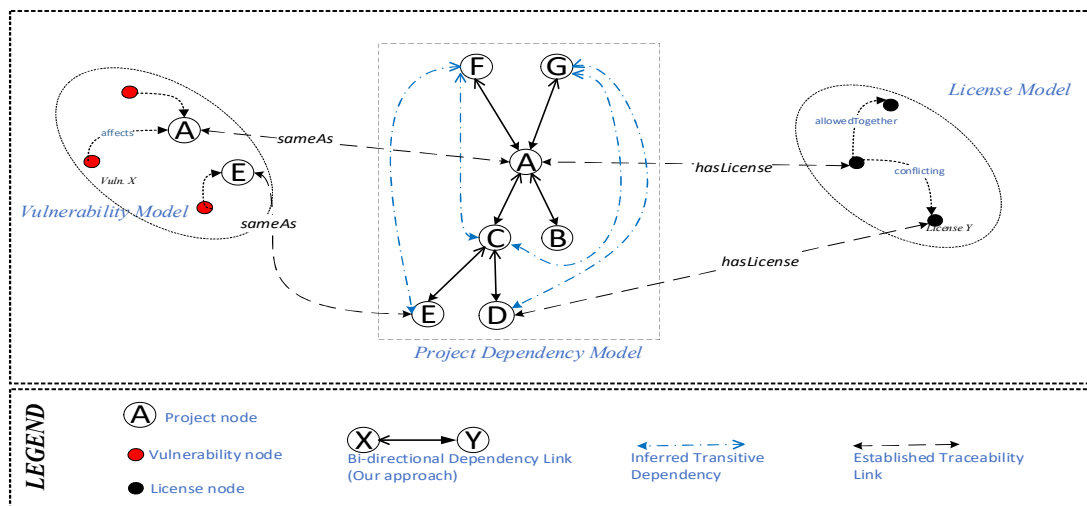 F
G
License Model
allowedTogether
affects
A
sameAs
A
hasLicense
conflicting
Vuln. X
E
Vulnerability Model
sameAs
C
B
License Y
hasLicense
E
D
Project Dependency Model
LEGEND
A
Project node
X
Y
Vulnerability node
Bi-directional Dependency Link
(Our approach)
Inferred Transitive
Dependency
Established Traceability
Link
License node